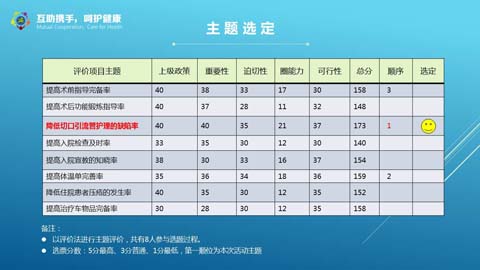 互助携手，呵护健康
Mutual Cooperation, Care for Health
主题选定
评价项目主题 上级政策 重要性 迫切性 圈能力 可行性 总分 顺序 选定
提高术前指导完备率 40 38 33 17 30 158 3
提高术后功能锻炼指导率 40 37 28 11 32 148
降低切口引流管护理的缺陷率 40 40 35 21 37 173 1
提高入院检查及时率 33 35 30 12 30 140
提高入院宣教的知晓率 38 30 33 16 37 154
提高体温单完善率 35 36 34 18 36 159 2
降低住院患者压疮的发生率 40 35 30 12 35 152
提高治疗车物品完备率 30 28 30 12 35 158
备注：
以评价法进行主题评价，共有8人参与选题过程。
选票分数：5分最高、3分普通、1分最低，第一顺位为本次活动主题